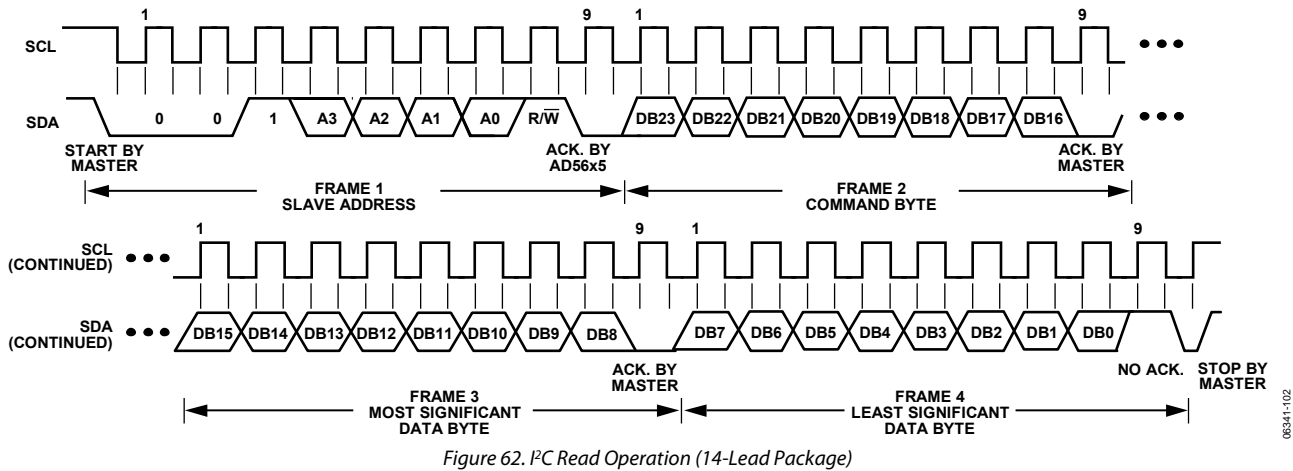 1 9 1 9
SCL
SDA
0 0 1 A3 A2 A1 A0 R/W̅ DB23 DB22 DB21 DB20 DB19 DB18 DB17 DB16
START BY
MASTER
ACK. BY
AD56x5
ACK. BY
MASTER
FRAME 1
SLAVE ADDRESS
FRAME 2
COMMAND BYTE
1 9 1 9
SCL
(CONTINUED)
SDA
(CONTINUED)
DB15 DB14 DB13 DB12 DB11 DB10 DB9 DB8 DB7 DB6 DB5 DB4 DB3 DB2 DB1 DB0
ACK. BY
MASTER
NO ACK.
STOP BY
MASTER
FRAME 3
MOST SIGNIFICANT
DATA BYTE
FRAME 4
LEAST SIGNIFICANT
DATA BYTE
06341-102
Figure 62. I²C Read Operation (14-Lead Package)